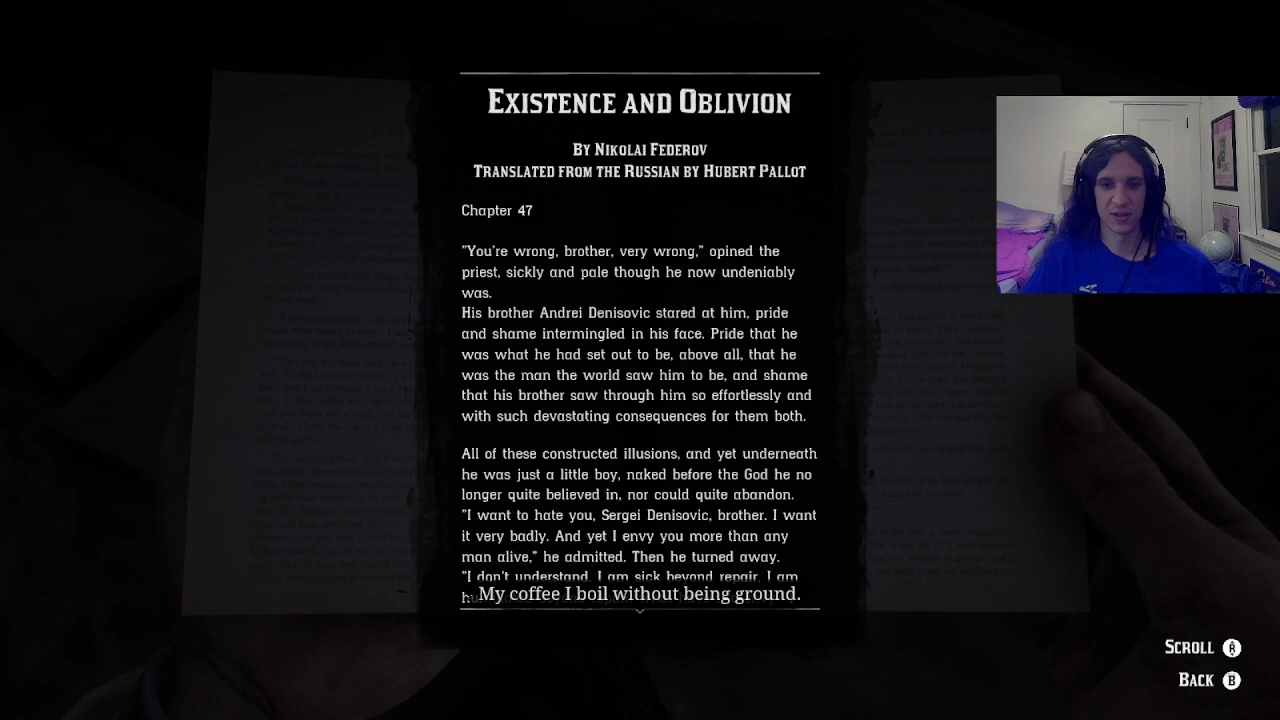 EXISTENCE AND OBLIVION
BY NIKOLAI FEDEROV
TRANSLATED FROM THE RUSSIAN BY HUBERT PALLOT
Chapter 47
"You're wrong, brother, very wrong," opined the
priest, sickly and pale though he now undeniably
was.
His brother Andrei Denisovic stared at him, pride
and shame intermingled in his face. Pride that he
was what he had set out to be, above all, that he
was the man the world saw him to be, and shame
that his brother saw through him so effortlessly and
with such devastating consequences for them both.
All of these constructed illusions, and yet underneath
he was just a little boy, naked before the God he no
longer quite believed in, nor could quite abandon.
"I want to hate you, Sergei Denisovic, brother. I want
it very badly. And yet I envy you more than any
man alive," he admitted. Then he turned away.
"I don't understand. I am sick beyond repair. I am
My coffee I boil without being ground.
SCROLL R
BACK B